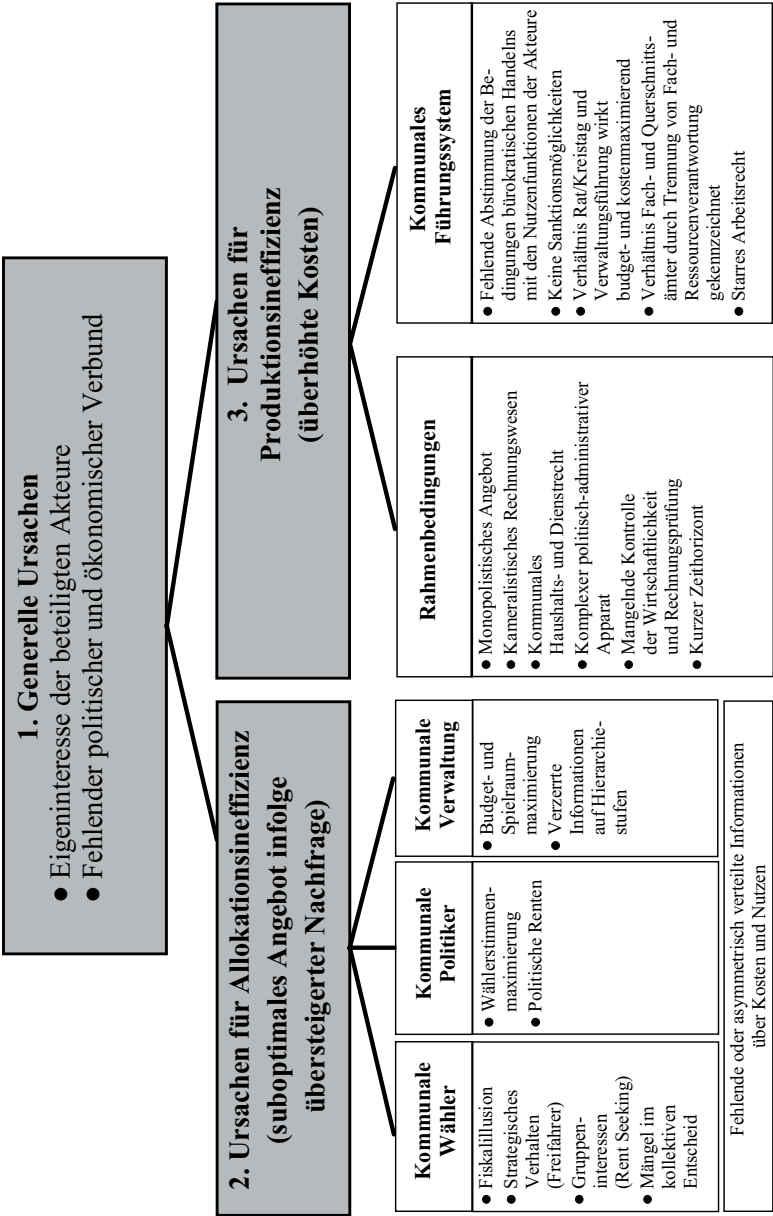 1. Generelle Ursachen
● Eigeninteresse der beteiligten Akteure
● Fehlender politischer und ökonomischer Verbund
2. Ursachen für Allokationsineffizienz
(suboptimales Angebot infolge
übersteigerter Nachfrage)
3. Ursachen für
Produktionsineffizienz
(überhöhte Kosten)
Kommunale
Wähler
● Fiskalillusion
● Strategisches
Verhalten
(Freifahrer)
● Gruppen-
interessen
(Rent Seeking)
● Mängel im
kollektiven
Entscheid
Kommunale
Politiker
● Wählerstimmen-
maximierung
● Politische Renten
Kommunale
Verwaltung
● Budget- und
Spielraum-
maximierung
● Verzerrte
Informationen
auf Hierarchie-
stufen
Fehlende oder asymmetrisch verteilte Informationen
über Kosten und Nutzen
Rahmenbedingungen
● Monopolistisches Angebot
● Kameralistisches Rechnungswesen
● Kommunales
Haushalts- und Dienstrecht
● Komplexer politisch-administrativer
Apparat
● Mangelnde Kontrolle
der Wirtschaftlichkeit
und Rechnungsprüfung
● Kurzer Zeithorizont
Kommunales
Führungssystem
● Fehlende Abstimmung der Be-
dingungen bürokratischen Handelns
mit den Nutzenfunktionen der Akteure
● Keine Sanktionsmöglichkeiten
● Verhältnis Rat/Kreistag und
Verwaltungsführung wirkt
budget- und kostenmaximierend
● Verhältnis Fach- und Querschnitts-
ämter durch Trennung von Fach- und
Ressourcenverantwortung
gekennzeichnet
● Starres Arbeitsrecht